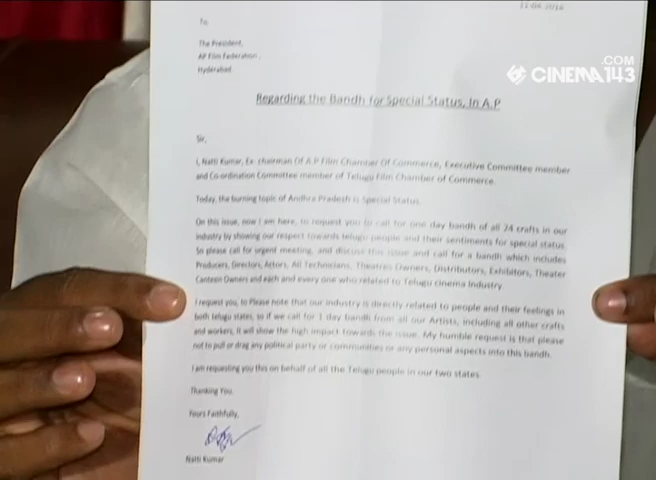 11-08-2016
.COM
CINEMA143
To
The President,
AP Film Federation,
Hyderabad
Regarding the Bandh for Special Status, In A.P
Sir,
I, Natti Kumar, Ex- chairman Of A.P Film Chamber Of Commerce, Executive Committee member
and Co-ordination Committee member of Telugu Film Chamber of Commerce.
Today, the burning topic of Andhra Pradesh is Special Status.
On this issue, now I am here, to request you to call for one day bandh of all 24 crafts in our
industry by showing our respect towards telugu people and their sentiments for special status.
So please call for urgent meeting, and discuss this issue and call for a bandh which includes
Producers, Directors, Actors, All Technicians, Theatres Owners, Distributors, Exhibitors, Theater
Canteen Owners and each and every one who related to Telugu cinema Industry.
I request you, to Please note that our industry is directly related to people and their feelings in
both telugu states, so if we call for 1 day bandh from all our Artists, including all other crafts
and workers, it will show the high impact towards the issue. My humble request is that please
not to pull or drag any political party or communities or any personal aspects into this bandh.
I am requesting you this on behalf of all the Telugu people in our two states.
Thanking You.
Yours Faithfully,
Natti Kumar